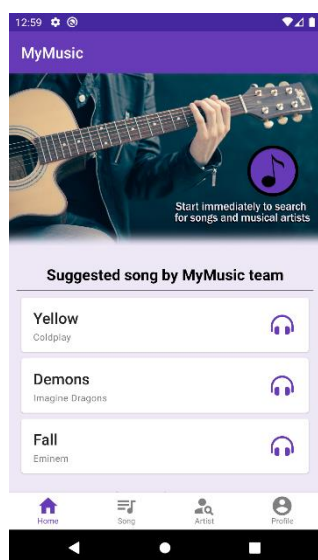 12:59
MyMusic
Start immediately to search
for songs and musical artists
Suggested song by MyMusic team
Yellow
Coldplay
Demons
Imagine Dragons
Fall
Eminem
Home
Song
Artist
Profile